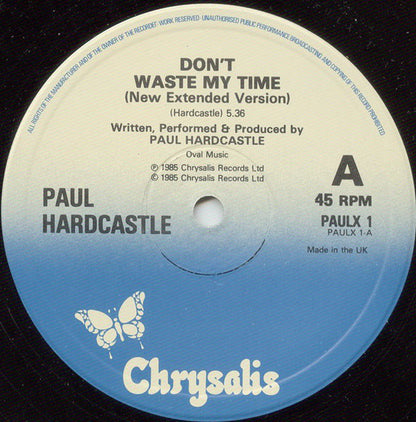 ALL RIGHTS OF THE MANUFACTURER AND OF THE OWNER OF THE RECORDED WORK RESERVED · UNAUTHORISED PUBLIC PERFORMANCE BROADCASTING AND COPYING OF THIS RECORD PROHIBITED
DON'T
WASTE MY TIME
(New Extended Version)
(Hardcastle) 5.36
Written, Performed & Produced by
PAUL HARDCASTLE
Oval Music
℗ 1985 Chrysalis Records Ltd
© 1985 Chrysalis Records Ltd
PAUL
HARDCASTLE
A
45 RPM
PAULX 1
PAULX 1-A
Made in the UK
Chrysalis